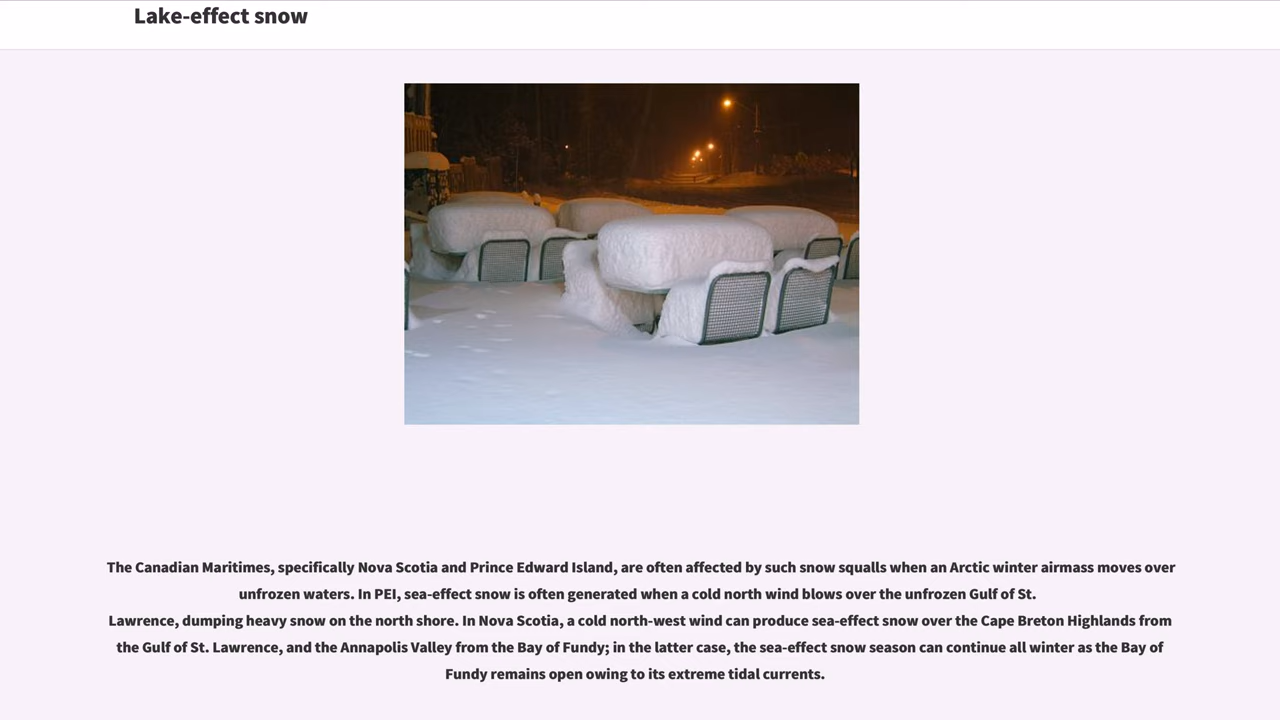 Lake-effect snow
The Canadian Maritimes, specifically Nova Scotia and Prince Edward Island, are often affected by such snow squalls when an Arctic winter airmass moves over
unfrozen waters. In PEI, sea-effect snow is often generated when a cold north wind blows over the unfrozen Gulf of St.
Lawrence, dumping heavy snow on the north shore. In Nova Scotia, a cold north-west wind can produce sea-effect snow over the Cape Breton Highlands from
the Gulf of St. Lawrence, and the Annapolis Valley from the Bay of Fundy; in the latter case, the sea-effect snow season can continue all winter as the Bay of
Fundy remains open owing to its extreme tidal currents.